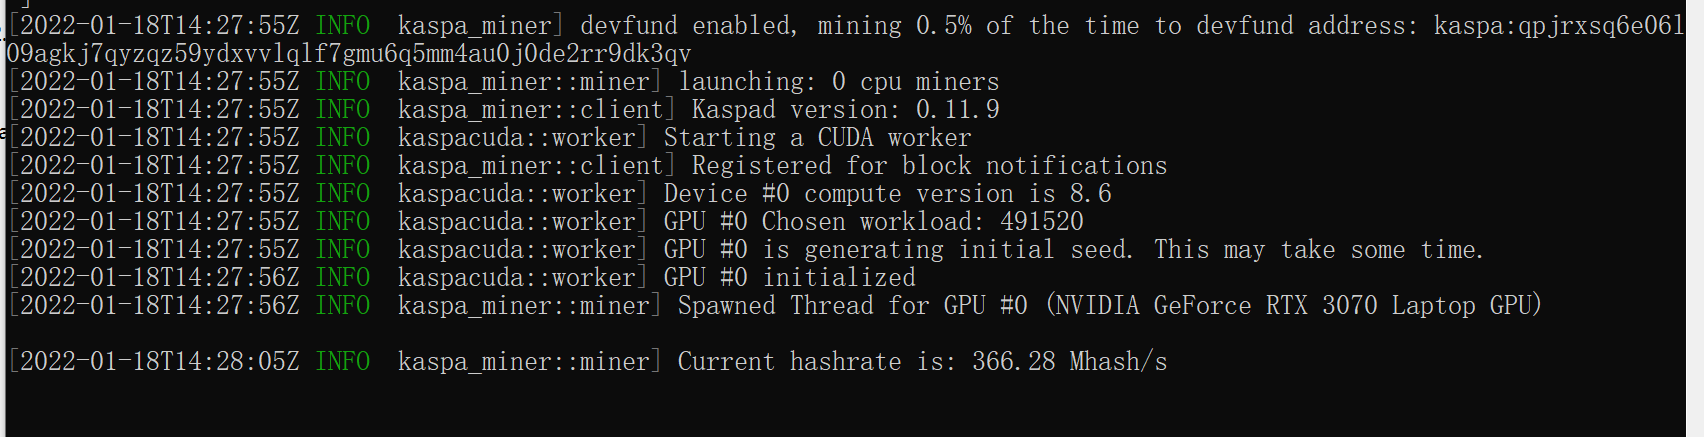 [2022-01-18T14:27:55Z INFO  kaspa_miner] devfund enabled, mining 0.5% of the time to devfund address: kaspa:qpjrxsq6e06l
09agkj7qyzqz59ydxvvlqlf7gmu6q5mm4au0j0de2rr9dk3qv
[2022-01-18T14:27:55Z INFO  kaspa_miner::miner] launching: 0 cpu miners
[2022-01-18T14:27:55Z INFO  kaspa_miner::client] Kaspad version: 0.11.9
[2022-01-18T14:27:55Z INFO  kaspacuda::worker] Starting a CUDA worker
[2022-01-18T14:27:55Z INFO  kaspa_miner::client] Registered for block notifications
[2022-01-18T14:27:55Z INFO  kaspacuda::worker] Device #0 compute version is 8.6
[2022-01-18T14:27:55Z INFO  kaspacuda::worker] GPU #0 Chosen workload: 491520
[2022-01-18T14:27:55Z INFO  kaspacuda::worker] GPU #0 is generating initial seed. This may take some time.
[2022-01-18T14:27:56Z INFO  kaspacuda::worker] GPU #0 initialized
[2022-01-18T14:27:56Z INFO  kaspa_miner::miner] Spawned Thread for GPU #0 (NVIDIA GeForce RTX 3070 Laptop GPU)
[2022-01-18T14:28:05Z INFO  kaspa_miner::miner] Current hashrate is: 366.28 Mhash/s